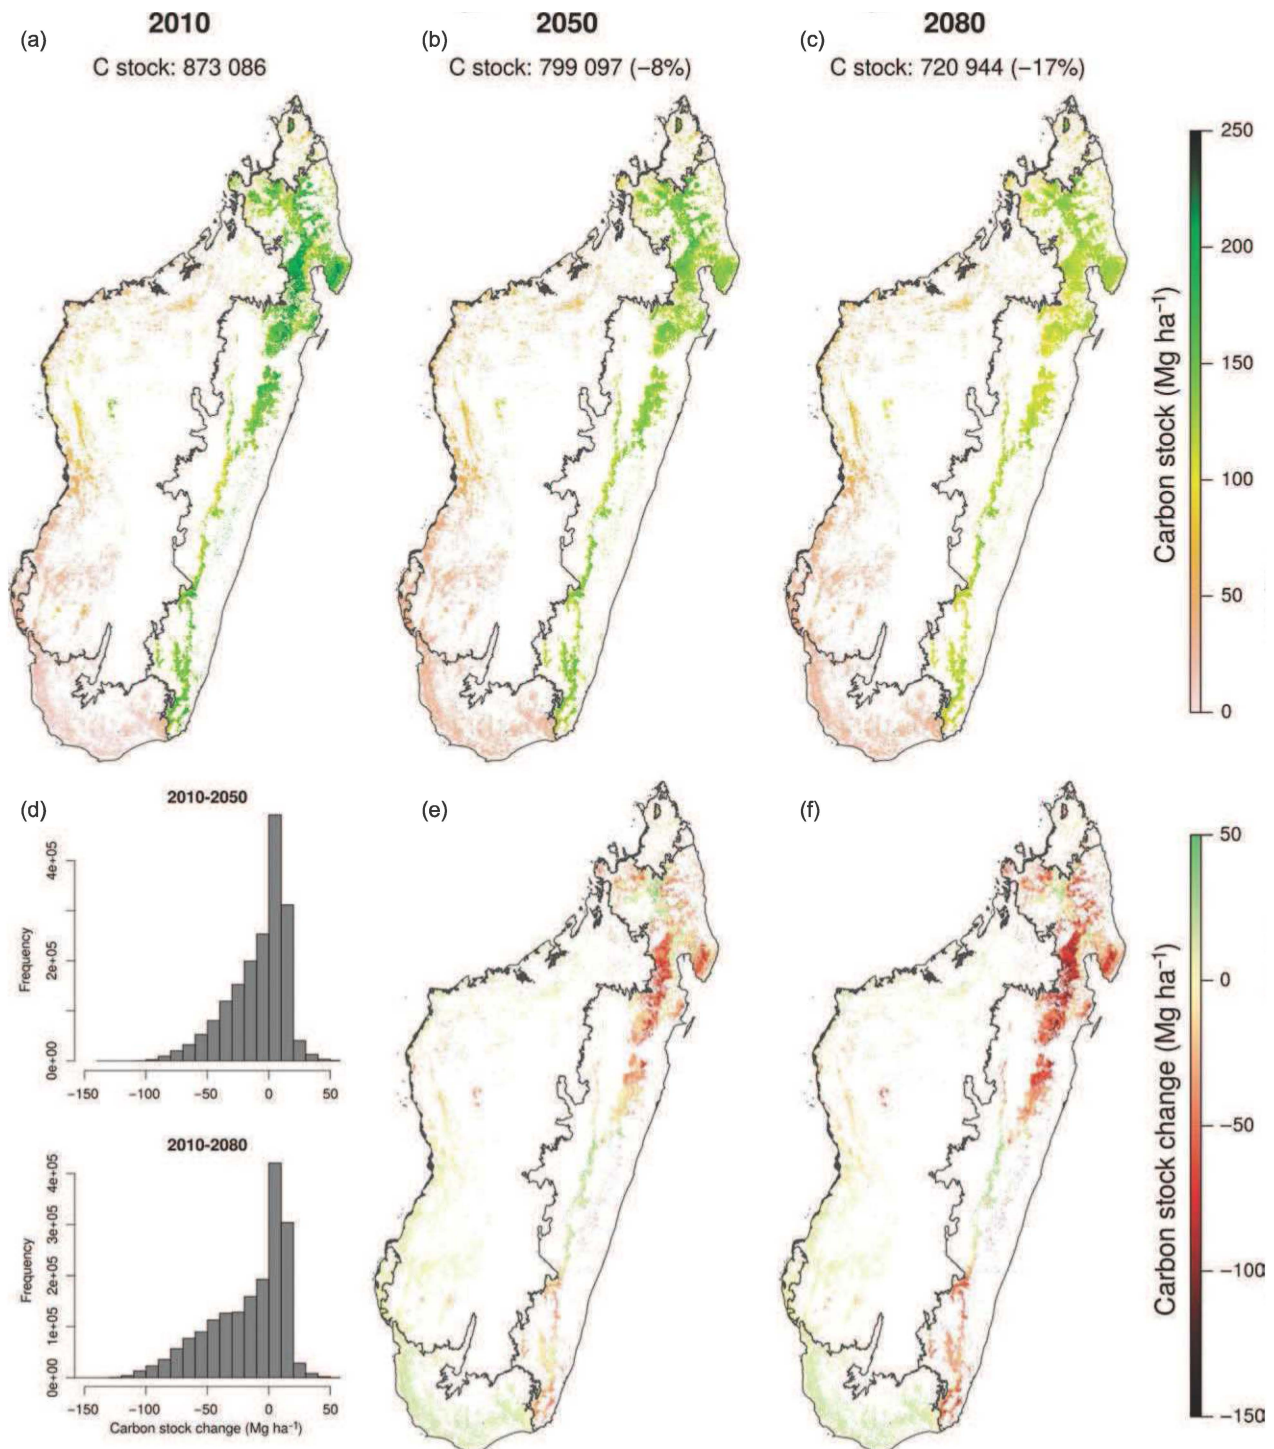 2010
2050
2080
(a)
(b)
(c)
C stock: 873 086
C stock: 799 097 (−8%)
C stock: 720 944 (−17%)
250
200
150
100
50
0
Carbon stock (Mg ha⁻¹)
(d)
2010-2050
Frequency
4e+05
2e+05
0e+00
−150
−100
−50
0
50
2010-2080
Frequency
4e+05
3e+05
2e+05
1e+05
0e+00
−150
−100
−50
0
50
Carbon stock change (Mg ha⁻¹)
(e)
(f)
50
0
−50
−100
−150
Carbon stock change (Mg ha⁻¹)